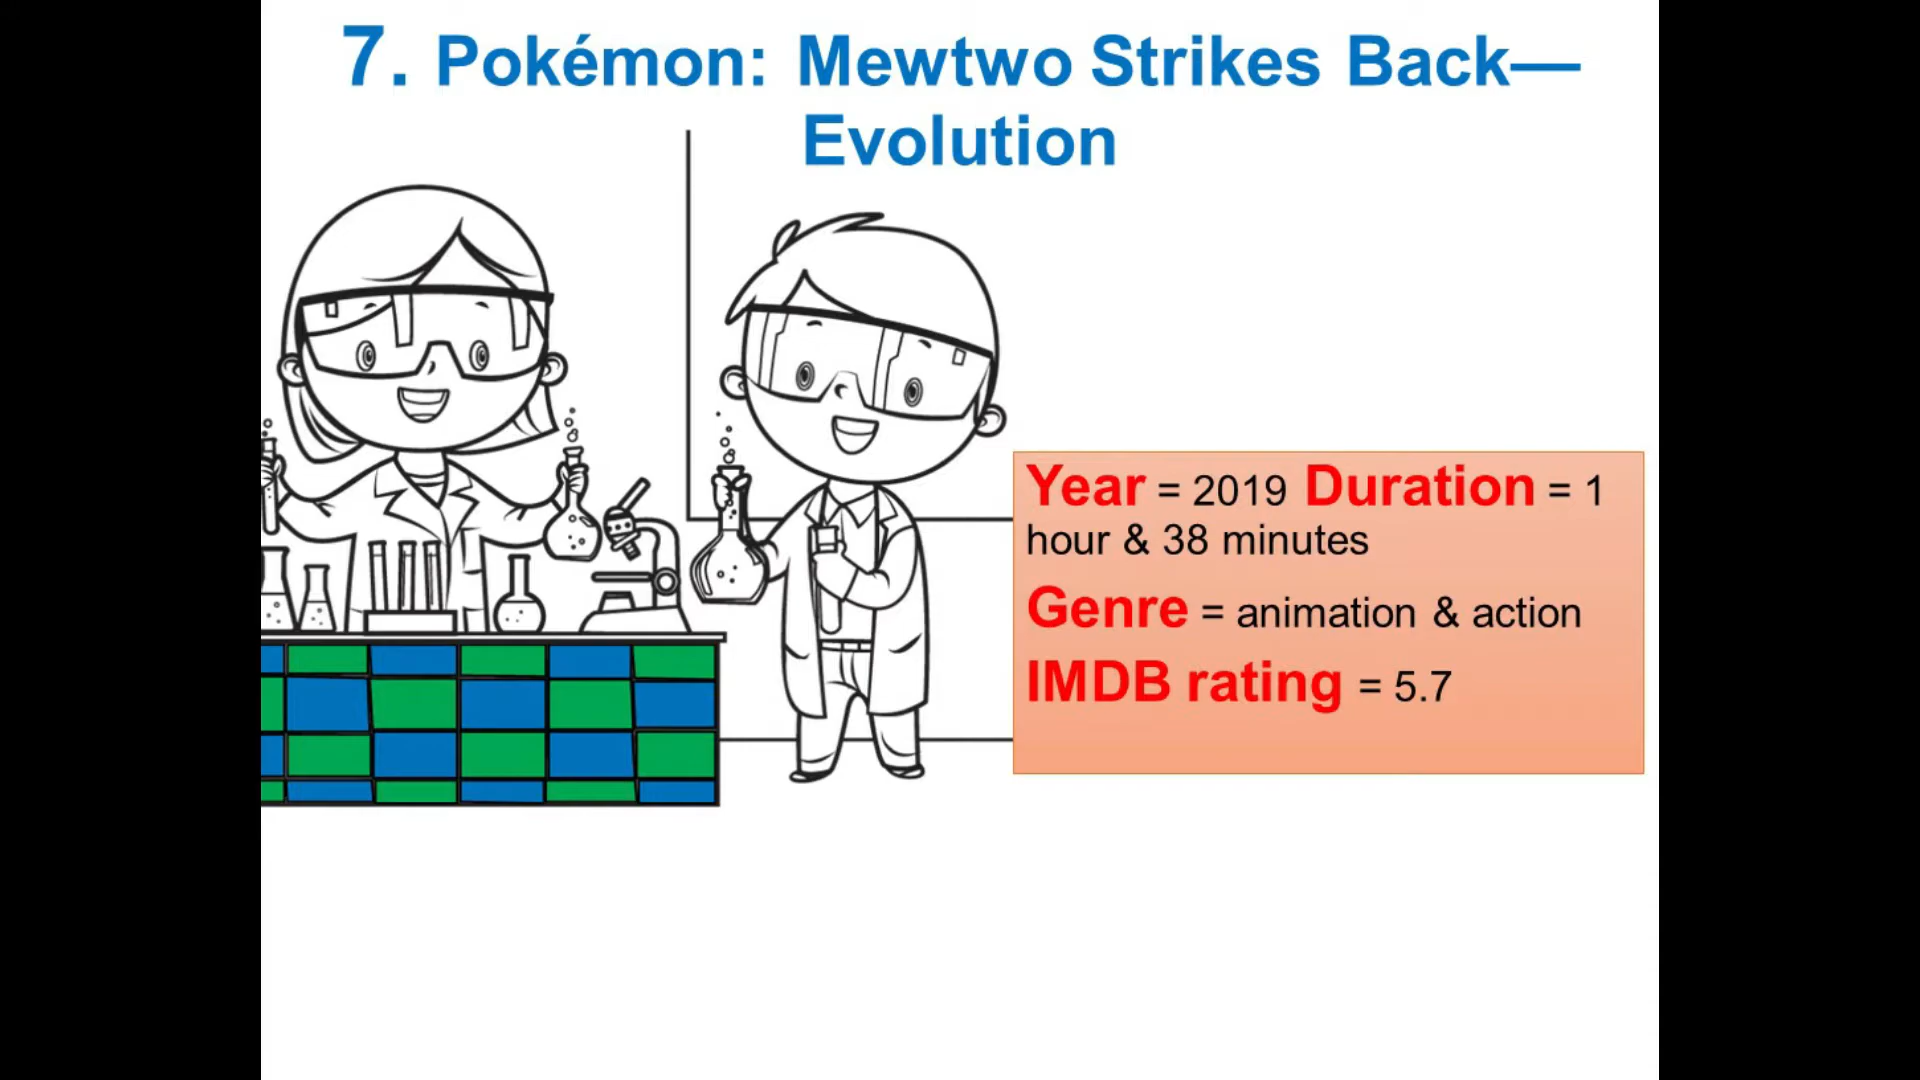 7. Pokémon: Mewtwo Strikes Back—
Evolution
Year = 2019 Duration = 1
hour & 38 minutes
Genre = animation & action
IMDB rating = 5.7